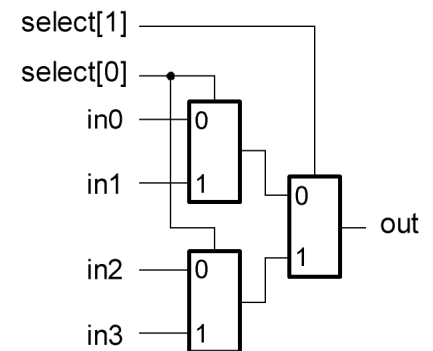 select[1]
select[0]
in0 0
in1 1
0
out
1
in2 0
in3 1